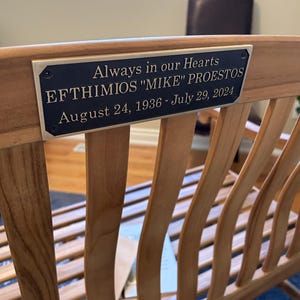 Always in our Hearts
EFTHIMIOS "MIKE" PROESTOS
August 24, 1936 - July 29, 2024